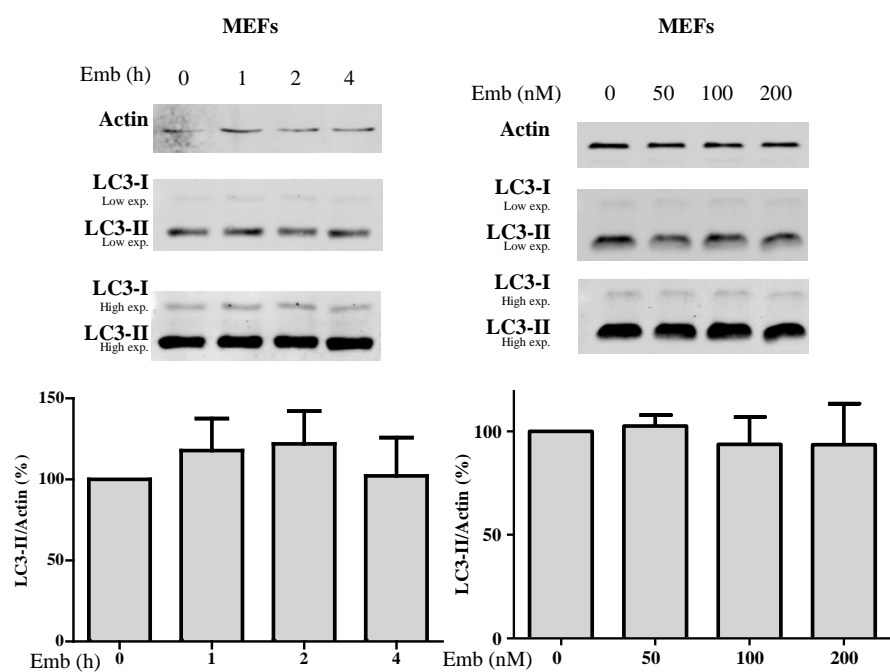 MEFs
Emb (h) 0 1 2 4
Actin
LC3-I
Low exp.
LC3-II
Low exp.
LC3-I
High exp.
LC3-II
High exp.
LC3-II/Actin (%)
150
100
50
0
0 1 2 4
Emb (h)
MEFs
Emb (nM) 0 50 100 200
Actin
LC3-I
Low exp.
LC3-II
Low exp.
LC3-I
High exp.
LC3-II
High exp.
LC3-II/Actin (%)
100
50
0
0 50 100 200
Emb (nM)